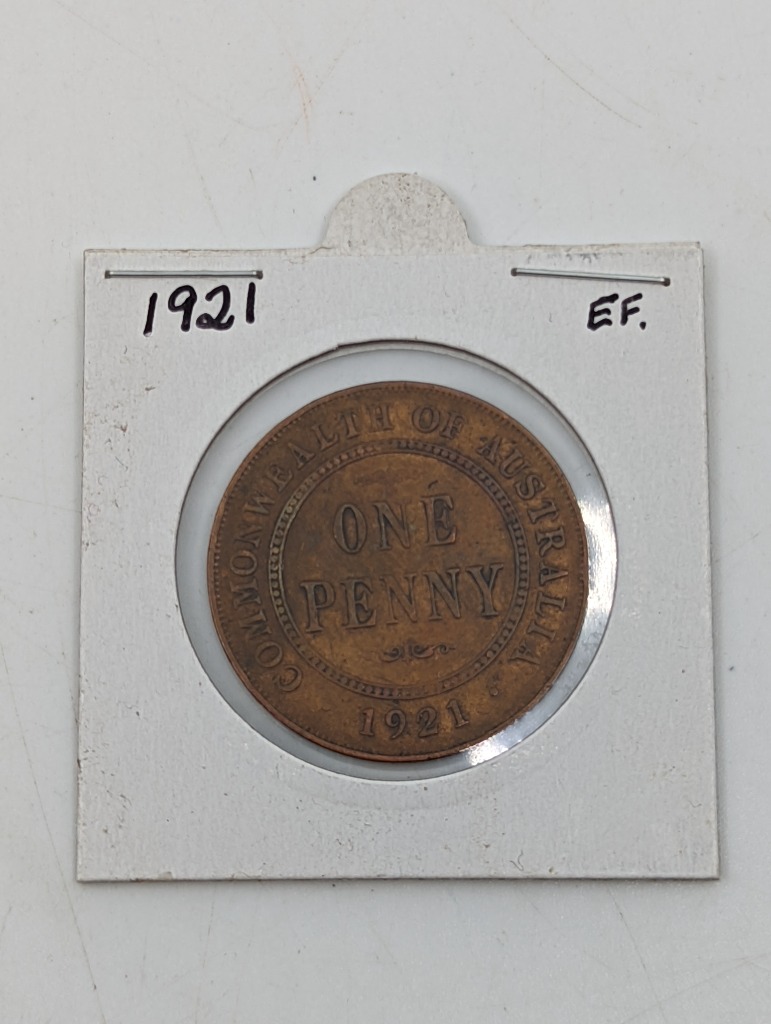 1921 EF.
COMMONWEALTH OF AUSTRALIA
ONE
PENNY
1921